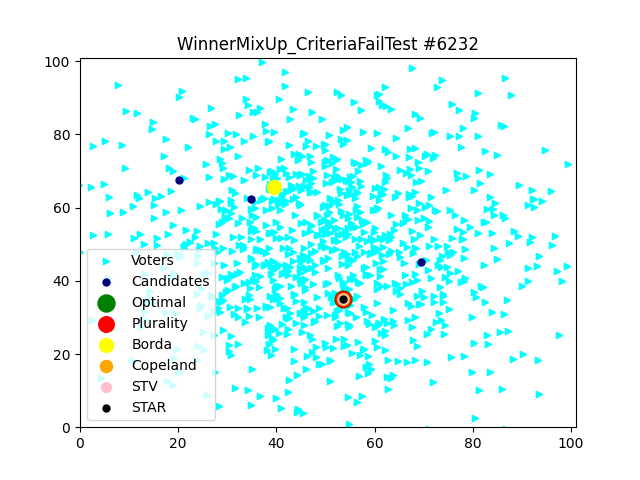 WinnerMixUp_CriteriaFailTest #6232
100
80
60
40
20
0
0
20
40
60
80
100
Voters
Candidates
Optimal
Plurality
Borda
Copeland
STV
STAR